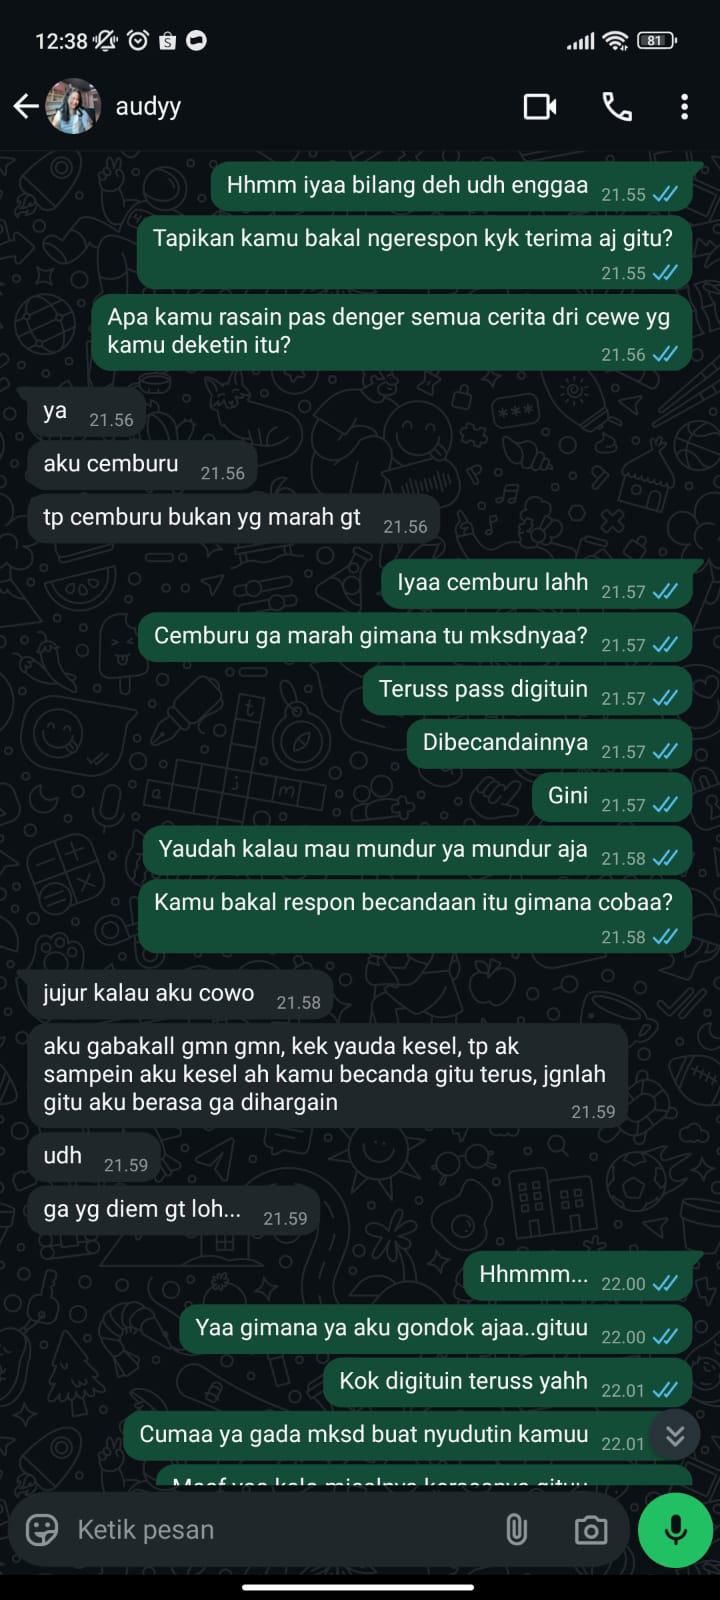 12:38
81
audyy
Hhmm iyaa bilang deh udh enggaa 21.55
Tapikan kamu bakal ngerespon kyk terima aj gitu?
21.55
Apa kamu rasain pas denger semua cerita dri cewe yg
kamu deketin itu? 21.56
ya 21.56
aku cemburu 21.56
tp cemburu bukan yg marah gt 21.56
Iyaa cemburu lahh 21.57
Cemburu ga marah gimana tu mksdnyaa? 21.57
Teruss pass digituin 21.57
Dibecandainnya 21.57
Gini 21.57
Yaudah kalau mau mundur ya mundur aja 21.58
Kamu bakal respon becandaan itu gimana cobaa?
21.58
jujur kalau aku cowo 21.58
aku gabakall gmn gmn, kek yauda kesel, tp ak
sampein aku kesel ah kamu becanda gitu terus, jgnlah
gitu aku berasa ga dihargain 21.59
udh 21.59
ga yg diem gt loh... 21.59
Hhmmm... 22.00
Yaa gimana ya aku gondok ajaa..gituu 22.00
Kok digituin teruss yahh 22.01
Cumaa ya gada mksd buat nyudutin kamuu 22.01
Ketik pesan